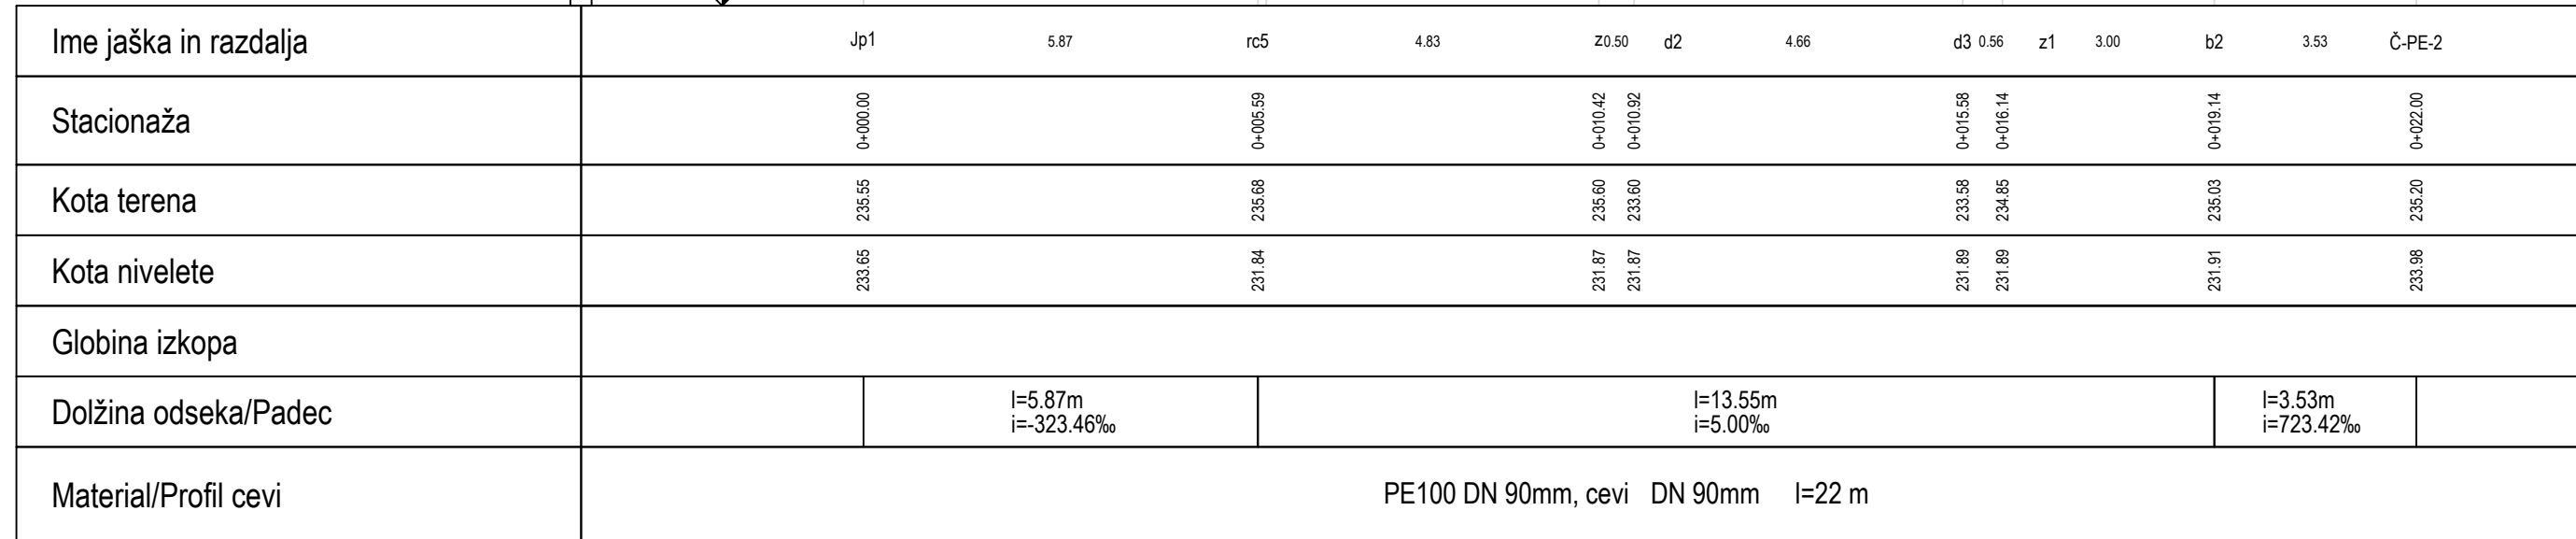 Ime jaška in razdalja Jp1 5.87 rc5 4.83 z 0.50 d2 4.66 d3 0.56 z1 3.00 b2 3.53 Č-PE-2
Stacionaža 0+000.00 0+005.59 0+010.42 0+010.92 0+015.58 0+016.14 0+019.14 0+022.00
Kota terena 235.55 235.68 235.60 233.60 233.58 234.85 235.03 235.20
Kota nivelete 233.65 231.84 231.87 231.87 231.89 231.89 231.91 233.98
Globina izkopa
Dolžina odseka/Padec
l=5.87m
i=-323.46‰
l=13.55m
i=5.00‰
l=3.53m
i=723.42‰
Material/Profil cevi PE100 DN 90mm, cevi DN 90mm l=22 m